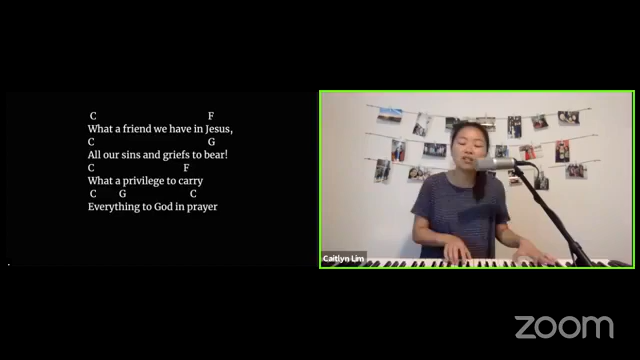 C F
What a friend we have in Jesus,
C G
All our sins and griefs to bear!
C F
What a privilege to carry
C G C
Everything to God in prayer
Caitlyn Lim
zoom